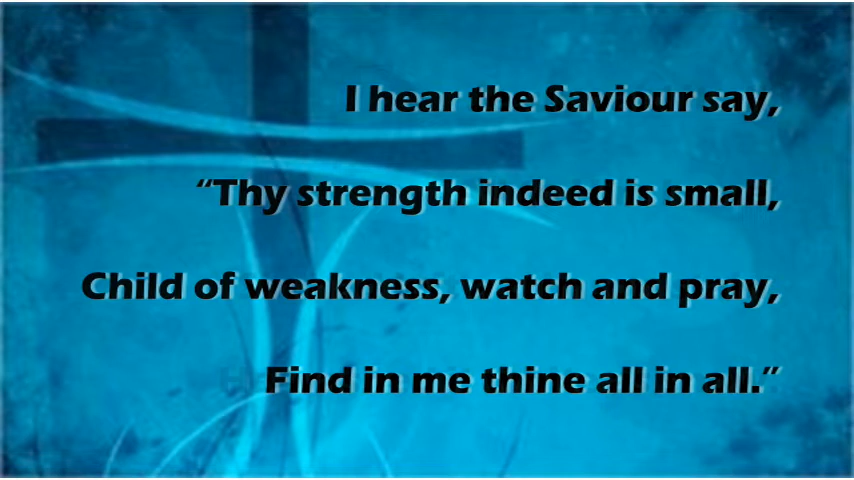 I hear the Saviour say,
“Thy strength indeed is small,
Child of weakness, watch and pray,
Find in me thine all in all.”